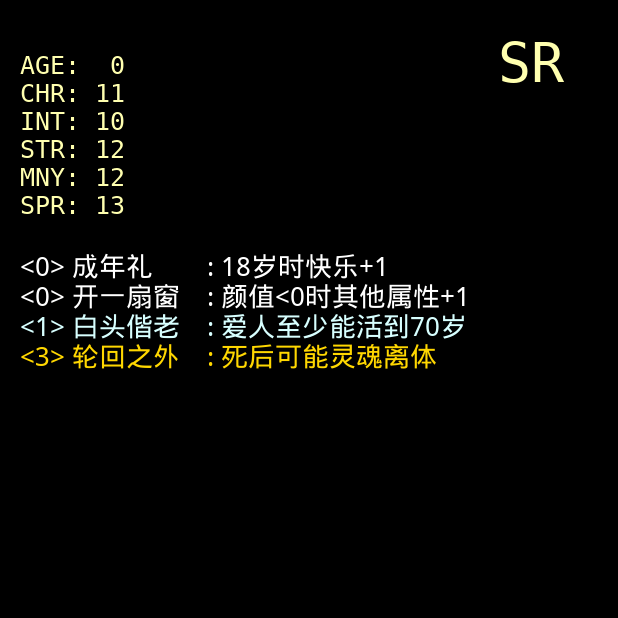 SR
AGE:  0
CHR: 11
INT: 10
STR: 12
MNY: 12
SPR: 13
<0> 成年礼 : 18岁时快乐+1
<0> 开一扇窗 : 颜值<0时其他属性+1
<1> 白头偕老 : 爱人至少能活到70岁
<3> 轮回之外 : 死后可能灵魂离体